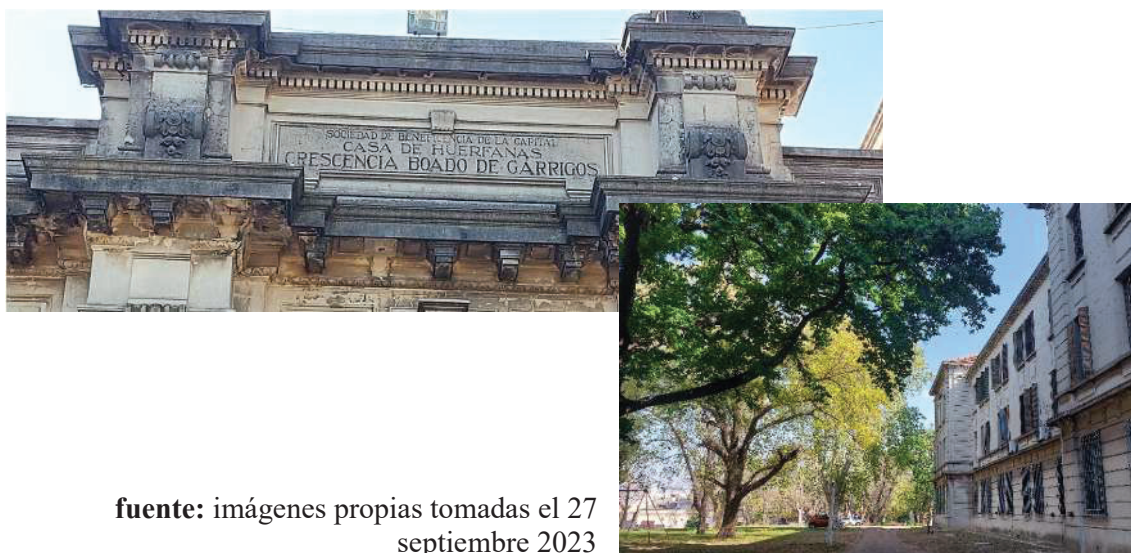 SOCIEDAD DE BENEFICENCIA DE LA CAPITAL
CASA DE HUERFANAS
CRESCENCIA BOADO DE GARRIGOS
fuente: imágenes propias tomadas el 27
septiembre 2023